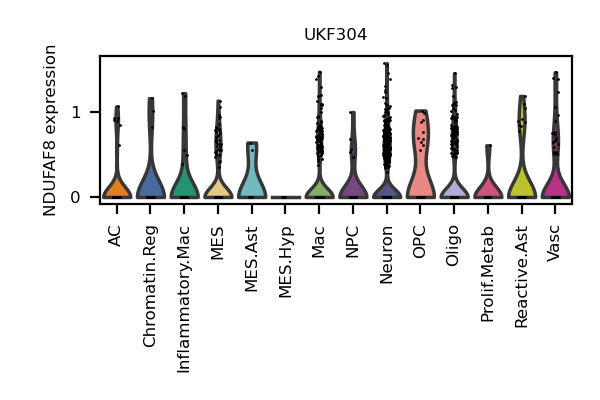 UKF304
NDUFAF8 expression
1
0
AC
Chromatin.Reg
Inflammatory.Mac
MES
MES.Ast
MES.Hyp
Mac
NPC
Neuron
OPC
Oligo
Prolif.Metab
Reactive.Ast
Vasc